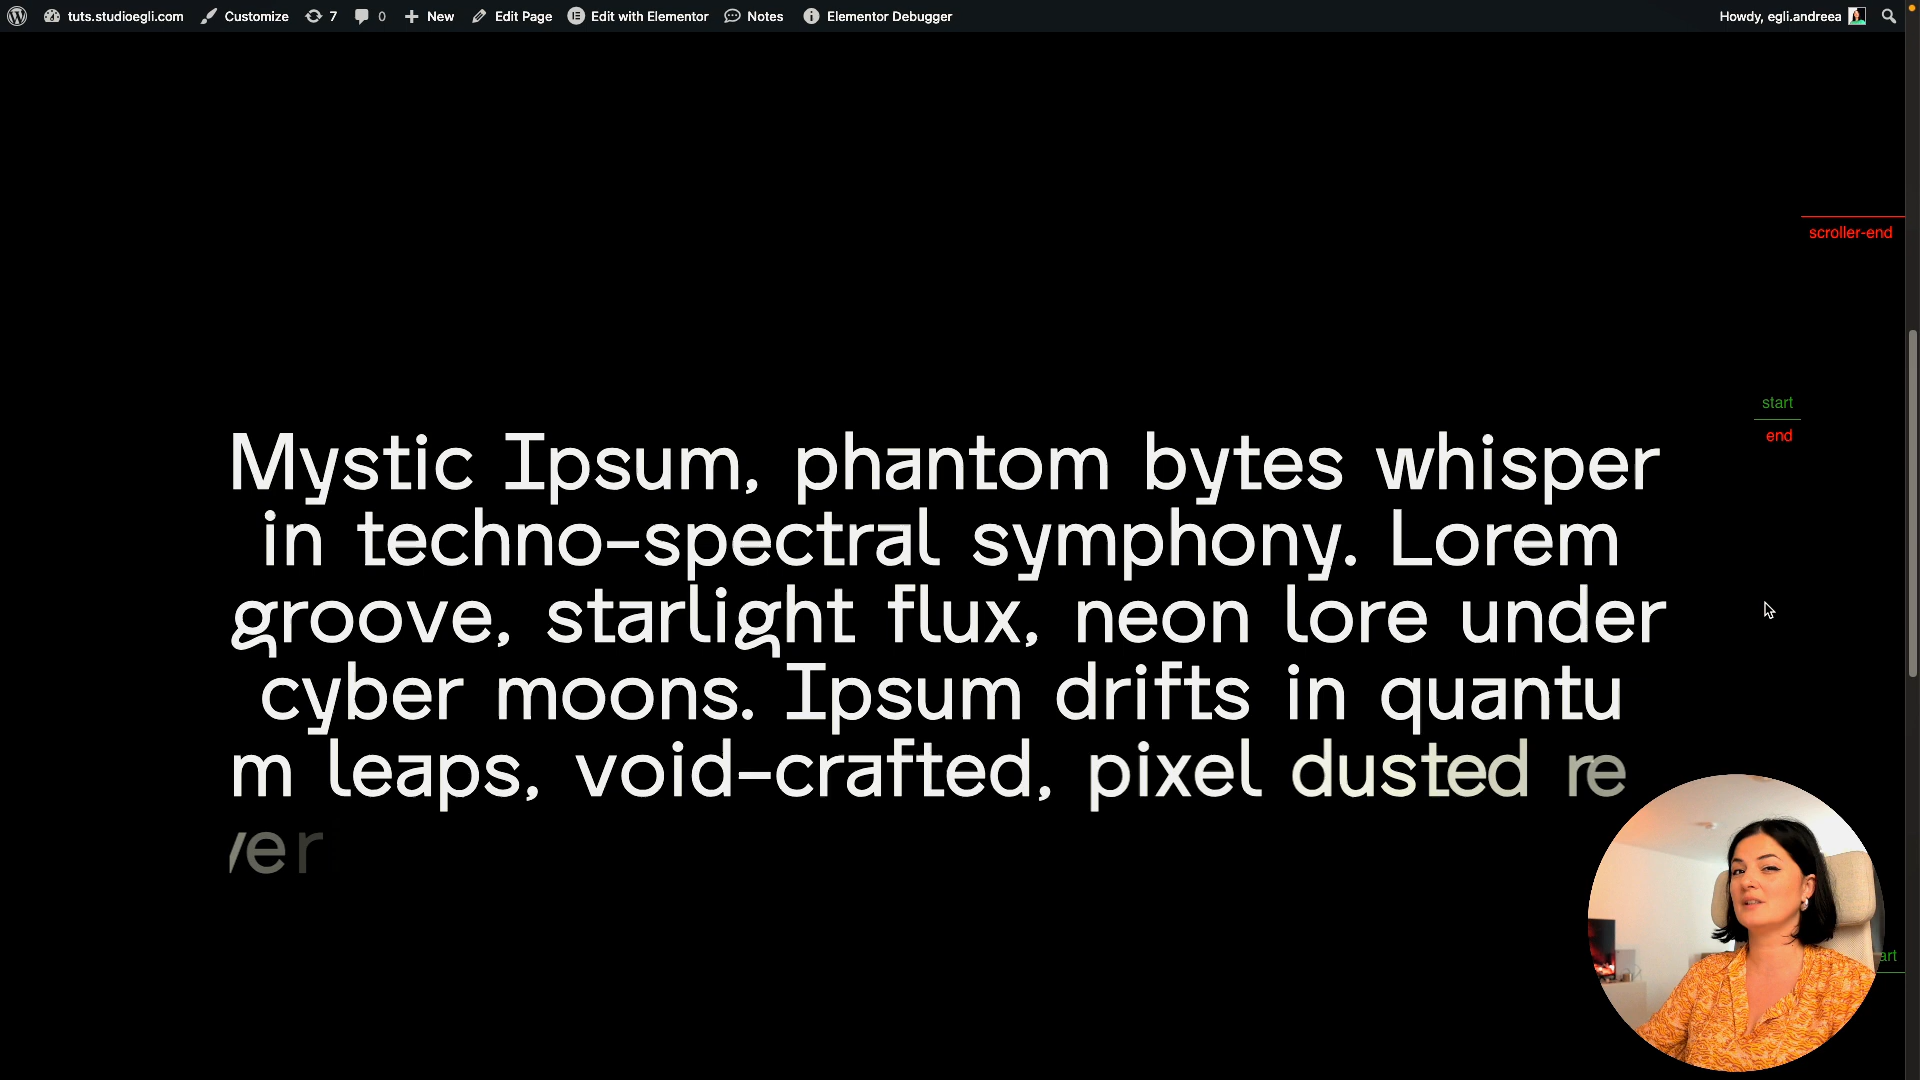 tuts.studioegli.com Customize 7 0 New Edit Page Edit with Elementor Notes Elementor Debugger Howdy, egli.andreea
scroller-end
start
end
Mystic Ipsum, phantom bytes whisper
in techno-spectral symphony. Lorem
groove, starlight flux, neon lore under
cyber moons. Ipsum drifts in quantu
m leaps, void-crafted, pixel dusted re
ver
art